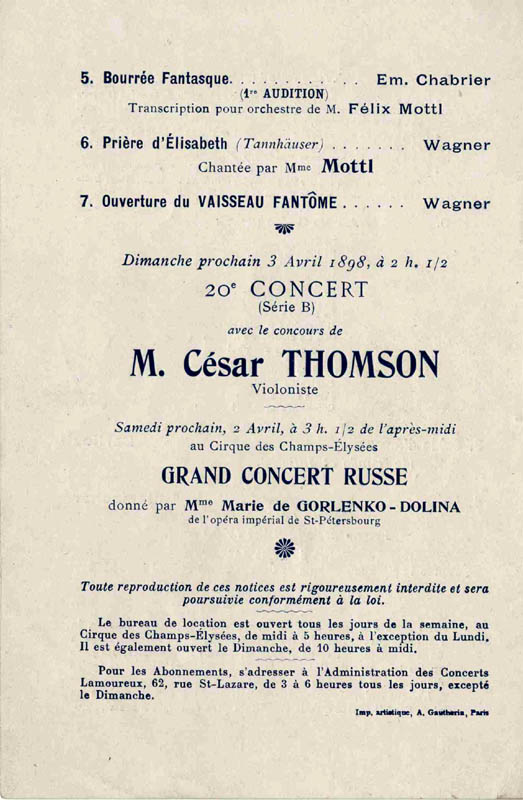 5. Bourrée Fantasque. . . . . . . . . . . . Em. Chabrier
(1re AUDITION)
Transcription pour orchestre de M. Félix Mottl
6. Prière d'Élisabeth (Tannhäuser) . . . . . . . Wagner
Chantée par Mme Mottl
7. Ouverture du VAISSEAU FANTÔME . . . . . . Wagner
Dimanche prochain 3 Avril 1898, à 2 h. 1/2
20e CONCERT
(Série B)
avec le concours de
M. César THOMSON
Violoniste
Samedi prochain, 2 Avril, à 3 h. 1/2 de l'après-midi
au Cirque des Champs-Élysées
GRAND CONCERT RUSSE
donné par Mme Marie de GORLENKO-DOLINA
de l'opéra impérial de St-Pétersbourg
Toute reproduction de ces notices est rigoureusement interdite et sera
poursuivie conformément à la loi.
Le bureau de location est ouvert tous les jours de la semaine, au
Cirque des Champs-Élysées, de midi à 5 heures, à l'exception du Lundi.
Il est également ouvert le Dimanche, de 10 heures à midi.
Pour les Abonnements, s'adresser à l'Administration des Concerts
Lamoureux, 62, rue St-Lazare, de 3 à 6 heures tous les jours, excepté
le Dimanche.
Imp. artistique, A. Gautherin, Paris